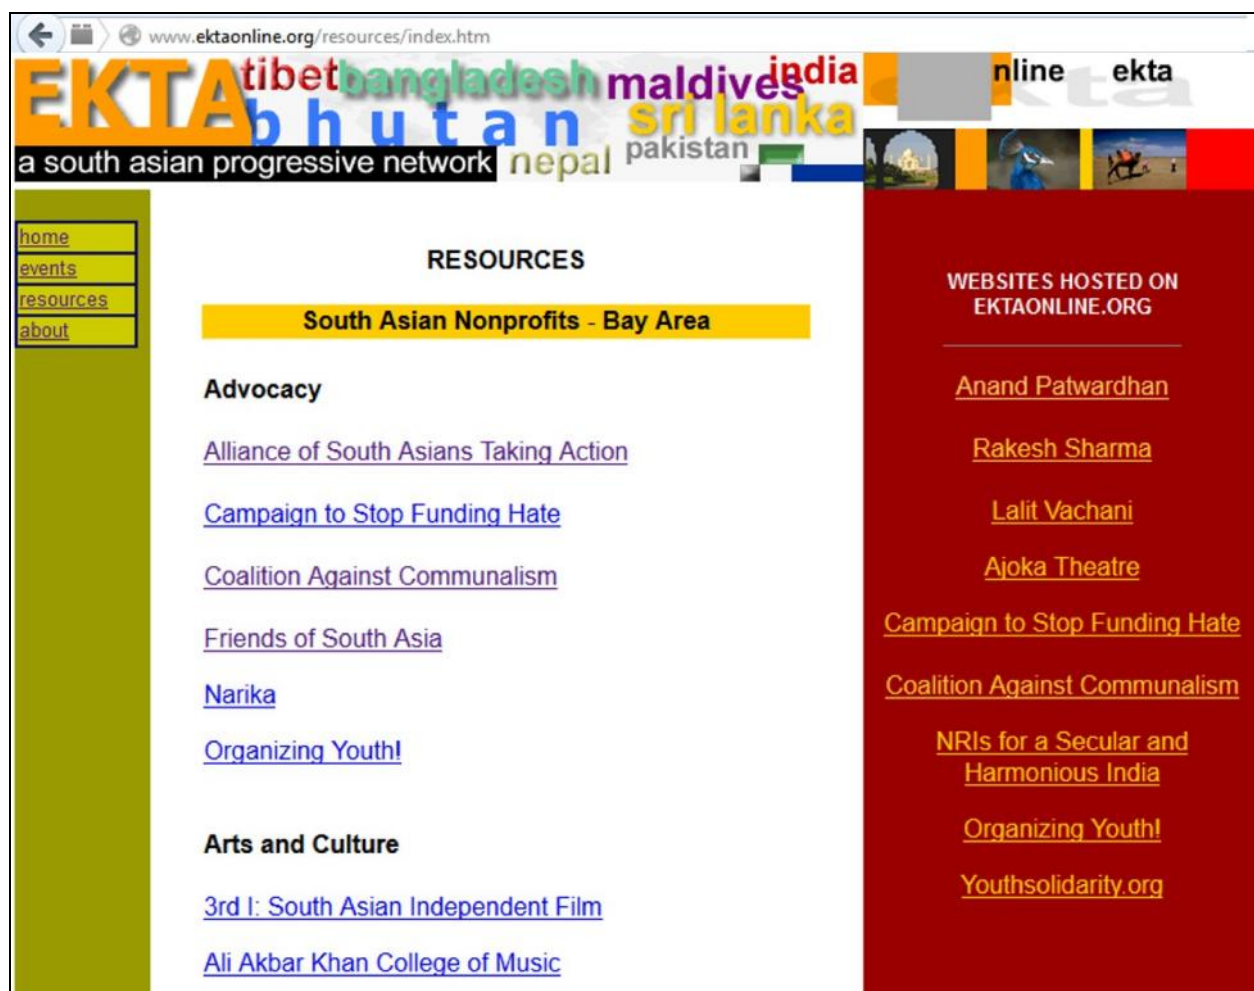 www.ektaonline.org/resources/index.htm
EKTA
tibet bangladesh maldives india
bhutan sri lanka
a south asian progressive network nepal pakistan
nline ekta
ekta
home
events
resources
about
RESOURCES
South Asian Nonprofits - Bay Area
Advocacy
Alliance of South Asians Taking Action
Campaign to Stop Funding Hate
Coalition Against Communalism
Friends of South Asia
Narika
Organizing Youth!
Arts and Culture
3rd I: South Asian Independent Film
Ali Akbar Khan College of Music
WEBSITES HOSTED ON
EKTAONLINE.ORG
Anand Patwardhan
Rakesh Sharma
Lalit Vachani
Ajoka Theatre
Campaign to Stop Funding Hate
Coalition Against Communalism
NRIs for a Secular and
Harmonious India
Organizing Youth!
Youthsolidarity.org